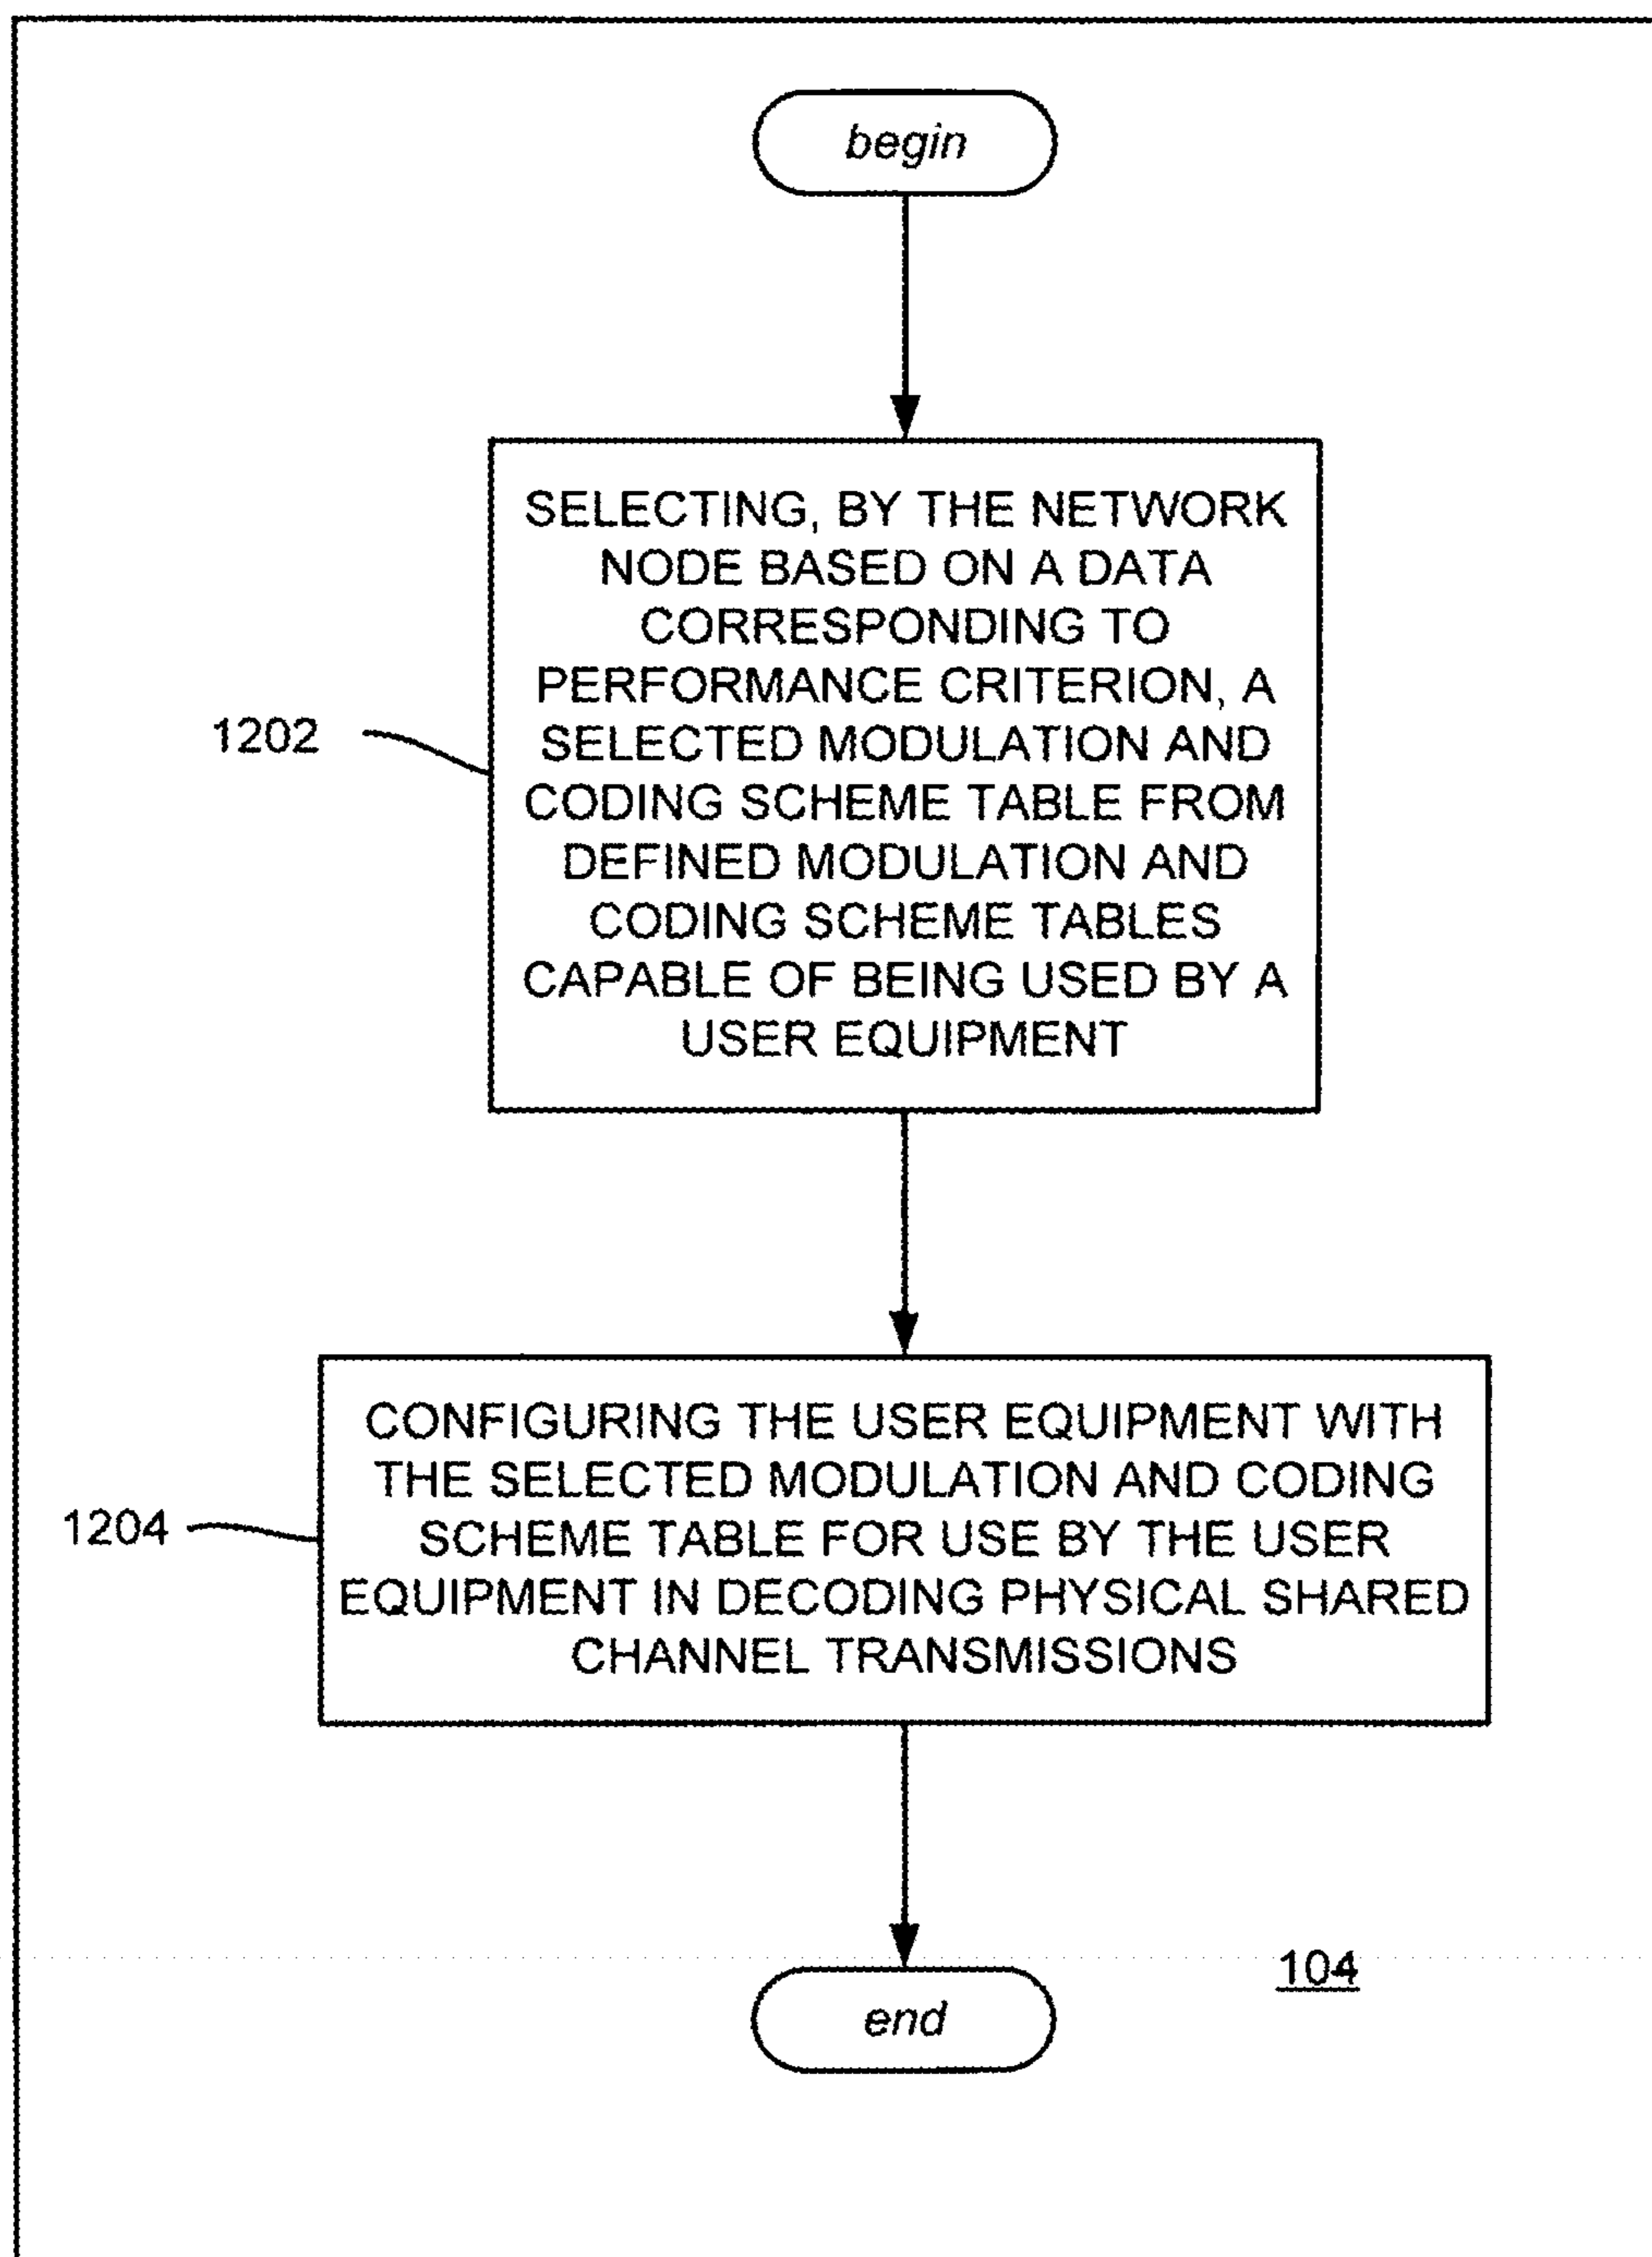 begin
SELECTING, BY THE NETWORK
NODE BASED ON A DATA
CORRESPONDING TO
PERFORMANCE CRITERION, A
SELECTED MODULATION AND
CODING SCHEME TABLE FROM
DEFINED MODULATION AND
CODING SCHEME TABLES
CAPABLE OF BEING USED BY A
USER EQUIPMENT
1202
CONFIGURING THE USER EQUIPMENT WITH
THE SELECTED MODULATION AND CODING
SCHEME TABLE FOR USE BY THE USER
EQUIPMENT IN DECODING PHYSICAL SHARED
CHANNEL TRANSMISSIONS
1204
104
end